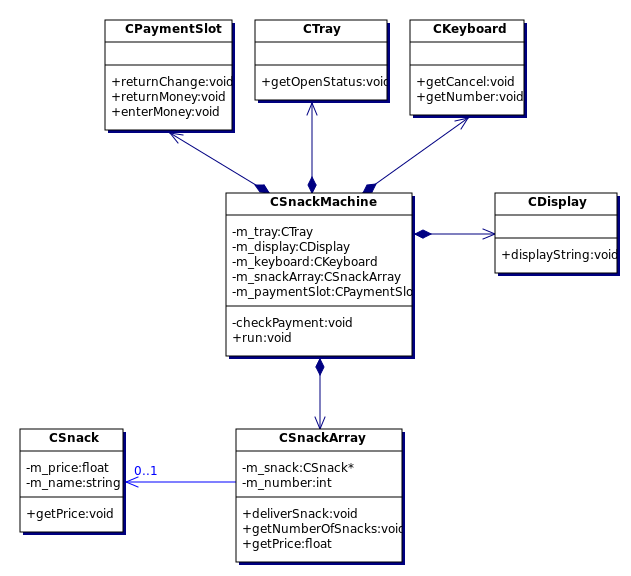 CPaymentSlot
+returnChange:void
+returnMoney:void
+enterMoney:void
CTray
+getOpenStatus:void
CKeyboard
+getCancel:void
+getNumber:void
CSnackMachine
-m_tray:CTray
-m_display:CDisplay
-m_keyboard:CKeyboard
-m_snackArray:CSnackArray
-m_paymentSlot:CPaymentSlo
-checkPayment:void
+run:void
CDisplay
+displayString:void
CSnack
-m_price:float
-m_name:string
+getPrice:void
0..1
CSnackArray
-m_snack:CSnack*
-m_number:int
+deliverSnack:void
+getNumberOfSnacks:void
+getPrice:float